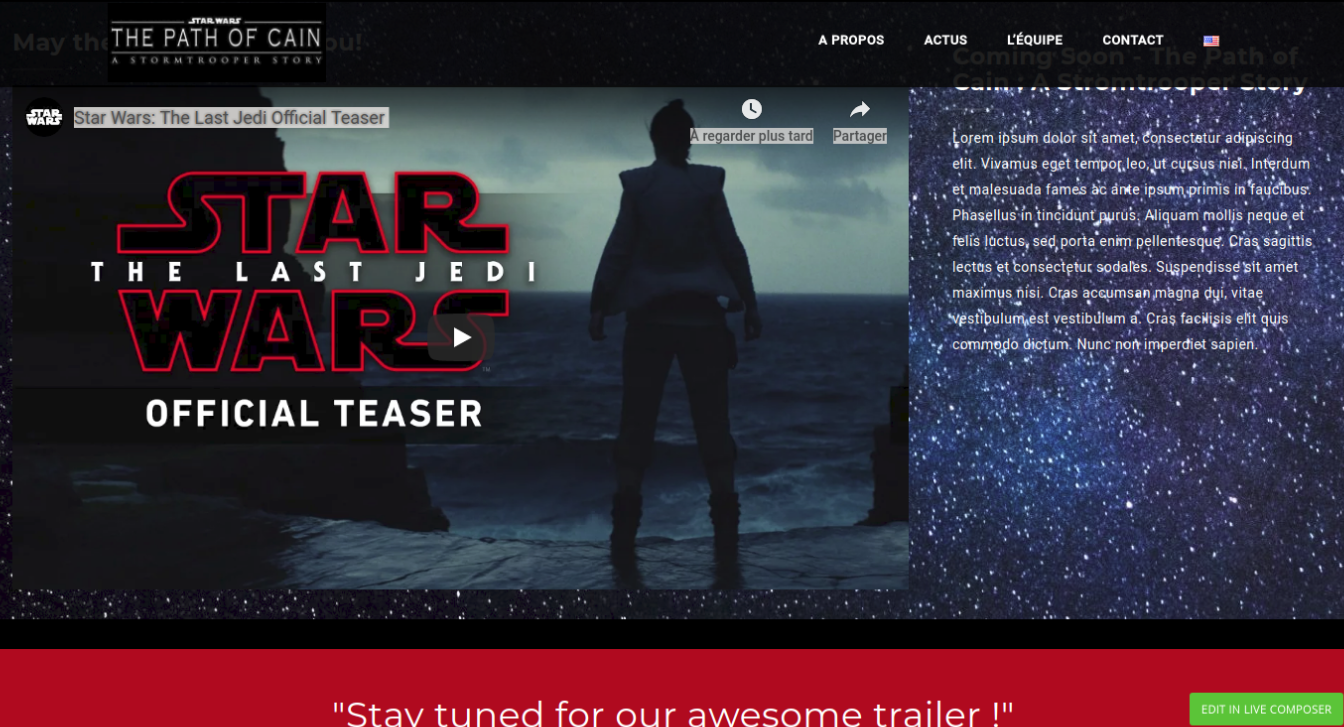 May the
ou!
STAR WARS
THE PATH OF CAIN
A STORMTROOPER STORY
A PROPOS
ACTUS
L'ÉQUIPE
CONTACT
Coming Soon - The Path of
Cain : A Stromtrooper Story
STAR
WARS
Star Wars: The Last Jedi Official Teaser
À regarder plus tard
Partager
STAR
THE LAST JEDI
WARS
TM
OFFICIAL TEASER
Lorem ipsum dolor sit amet, consectetur adipiscing
elit. Vivamus eget tempor leo, ut cursus nisi. Interdum
et malesuada fames ac ante ipsum primis in faucibus.
Phasellus in tincidunt purus. Aliquam mollis neque et
felis luctus, sed porta enim pellentesque. Cras sagittis
lectus et consectetur sodales. Suspendisse sit amet
maximus nisi. Cras accumsan magna dui, vitae
vestibulum est vestibulum a. Cras facilisis elit quis
commodo dictum. Nunc non imperdiet sapien.
"Stay tuned for our awesome trailer !"
EDIT IN LIVE COMPOSER